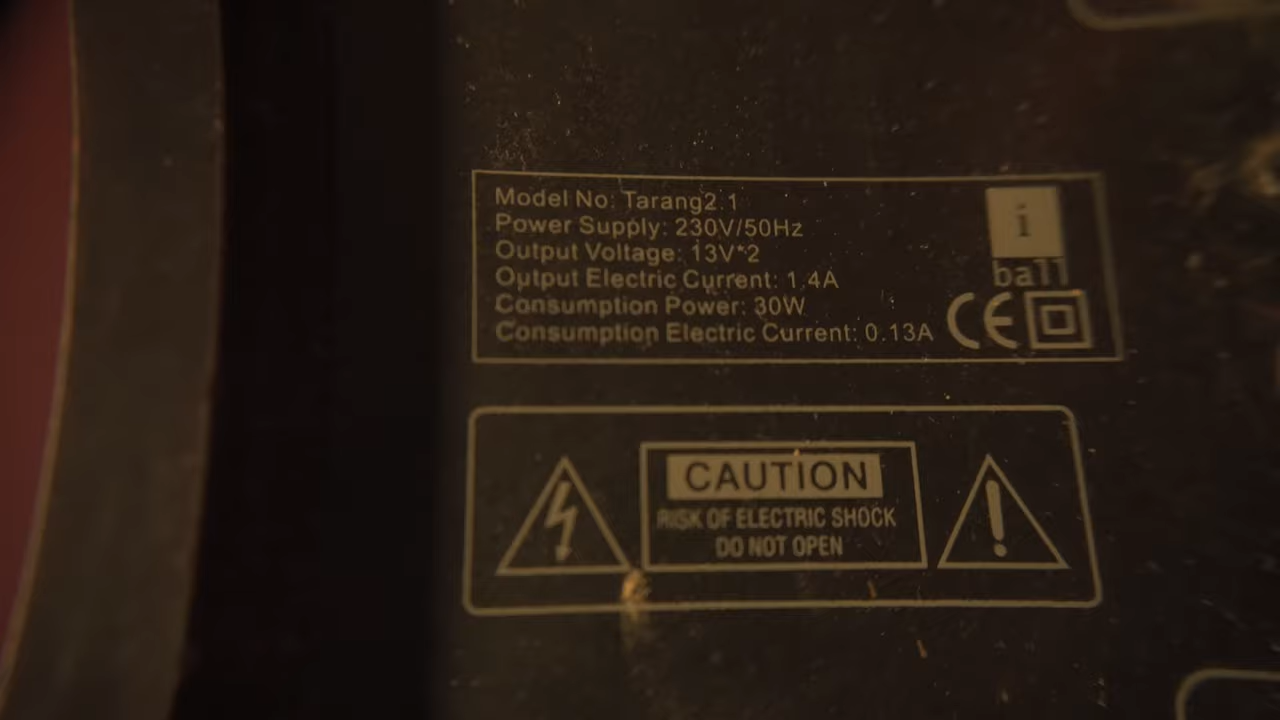 Model No: Tarang2.1
Power Supply: 230V/50Hz
Output Voltage: 13V*2
Output Electric Current: 1.4A
Consumption Power: 30W
Consumption Electric Current: 0.13A
i
ball
CE
CAUTION
RISK OF ELECTRIC SHOCK
DO NOT OPEN